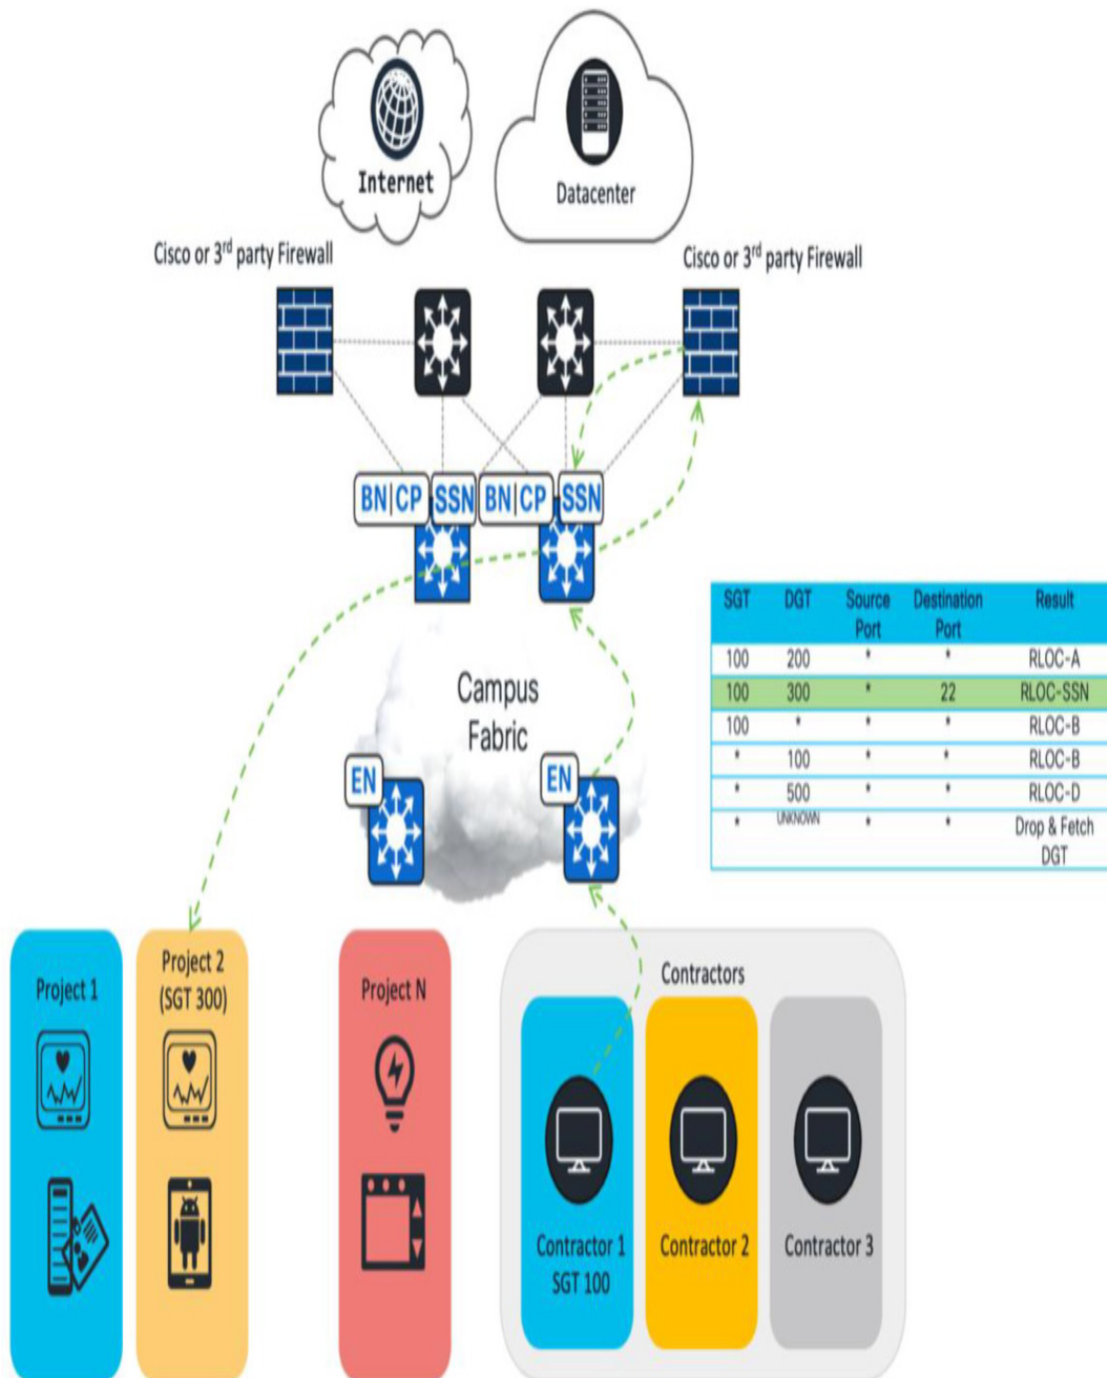 Internet
Datacenter
Cisco or 3rd party Firewall
Cisco or 3rd party Firewall
BN|CP
SSN
BN|CP
SSN
SGT DGT Source Port Destination Port Result
100 200 * * RLOC-A
100 300 * 22 RLOC-SSN
100 * * * RLOC-B
* 100 * * RLOC-B
* 500 * * RLOC-D
* UNKNOWN * * Drop & Fetch DGT
Campus
Fabric
EN
EN
Project 1
Project 2
(SGT 300)
Project N
Contractors
Contractor 1
SGT 100
Contractor 2
Contractor 3